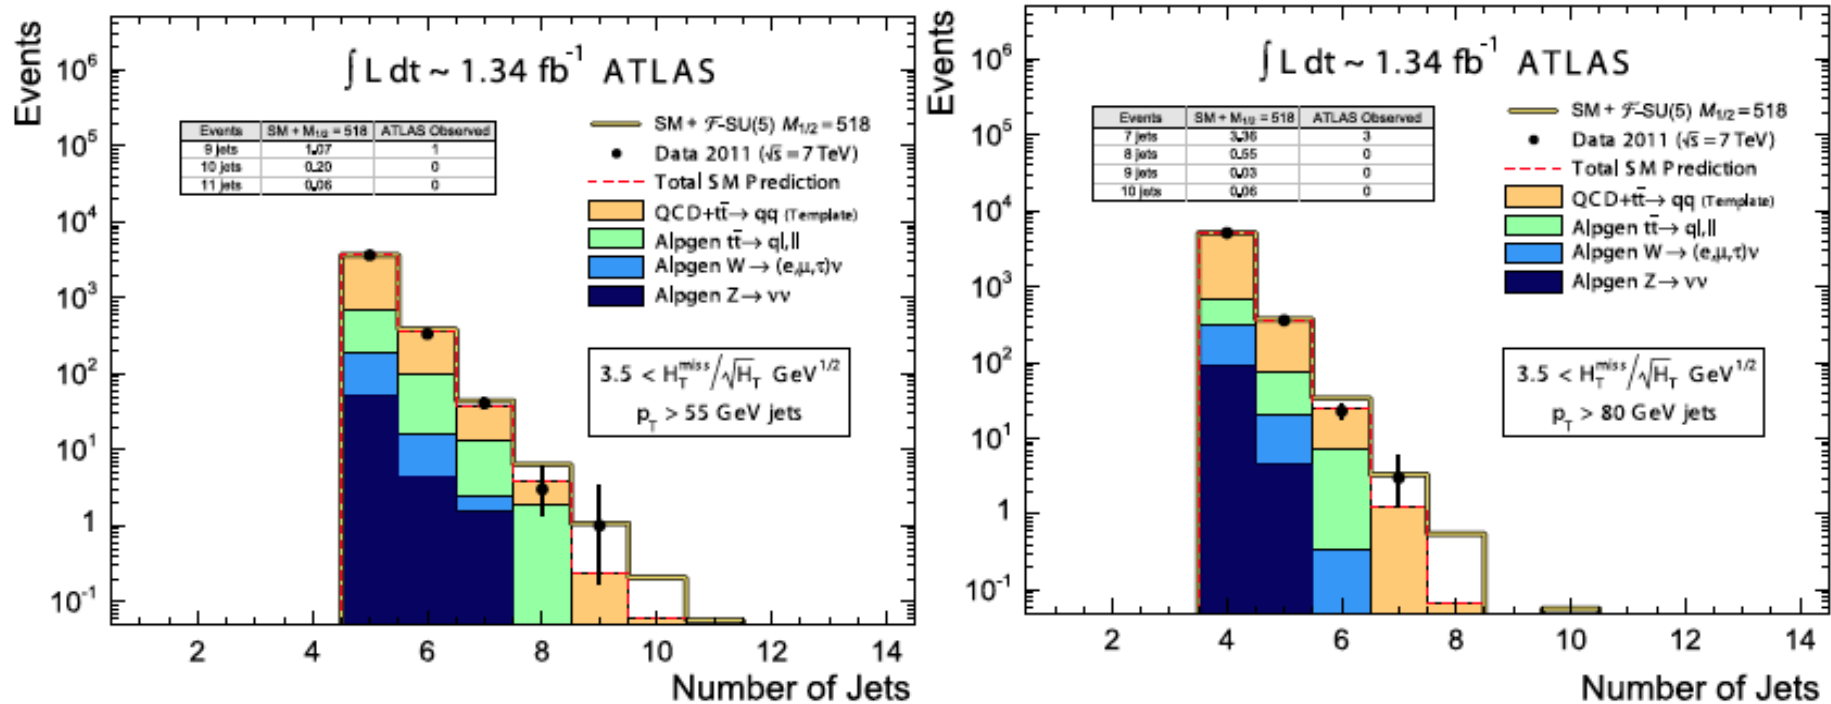 ∫ L dt ~ 1.34 fb⁻¹ ATLAS
Events
Events SM + M1/2 = 518 ATLAS Observed
9 jets 1.07 1
10 jets 0.20 0
11 jets 0.06 0
SM + ℱ-SU(5) M1/2 = 518
Data 2011 (√s = 7 TeV)
Total SM Prediction
QCD+tt̄→ qq (Template)
Alpgen tt̄→ ql,ll
Alpgen W→ (e,μ,τ)ν
Alpgen Z→ νν
3.5 < H_T^miss/√H_T GeV^1/2
p_T > 55 GeV jets
10⁶
10⁵
10⁴
10³
10²
10
1
10⁻¹
2 4 6 8 10 12 14
Number of Jets
∫ L dt ~ 1.34 fb⁻¹ ATLAS
Events
Events SM + M1/2 = 518 ATLAS Observed
7 jets 3.36 3
8 jets 0.55 0
9 jets 0.03 0
10 jets 0.06 0
SM + ℱ-SU(5) M1/2 = 518
Data 2011 (√s = 7 TeV)
Total SM Prediction
QCD+tt̄→ qq (Template)
Alpgen tt̄→ ql,ll
Alpgen W→ (e,μ,τ)ν
Alpgen Z→ νν
3.5 < H_T^miss/√H_T GeV^1/2
p_T > 80 GeV jets
10⁶
10⁵
10⁴
10³
10²
10
1
10⁻¹
2 4 6 8 10 12 14
Number of Jets